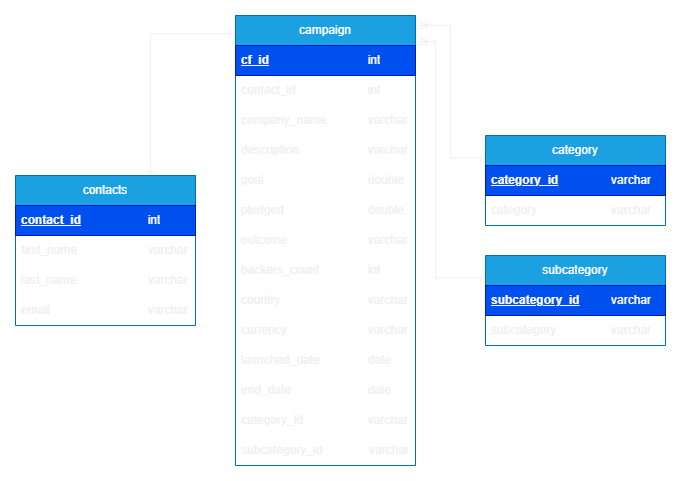 campaign
cf_id int
contact_id int
company_name varchar
description varchar
goal double
pledged double
outcome varchar
backers_count int
country varchar
currency varchar
launched_date date
end_date date
category_id varchar
subcategory_id varchar
contacts
contact_id int
first_name varchar
last_name varchar
email varchar
category
category_id varchar
category varchar
subcategory
subcategory_id varchar
subcategory varchar